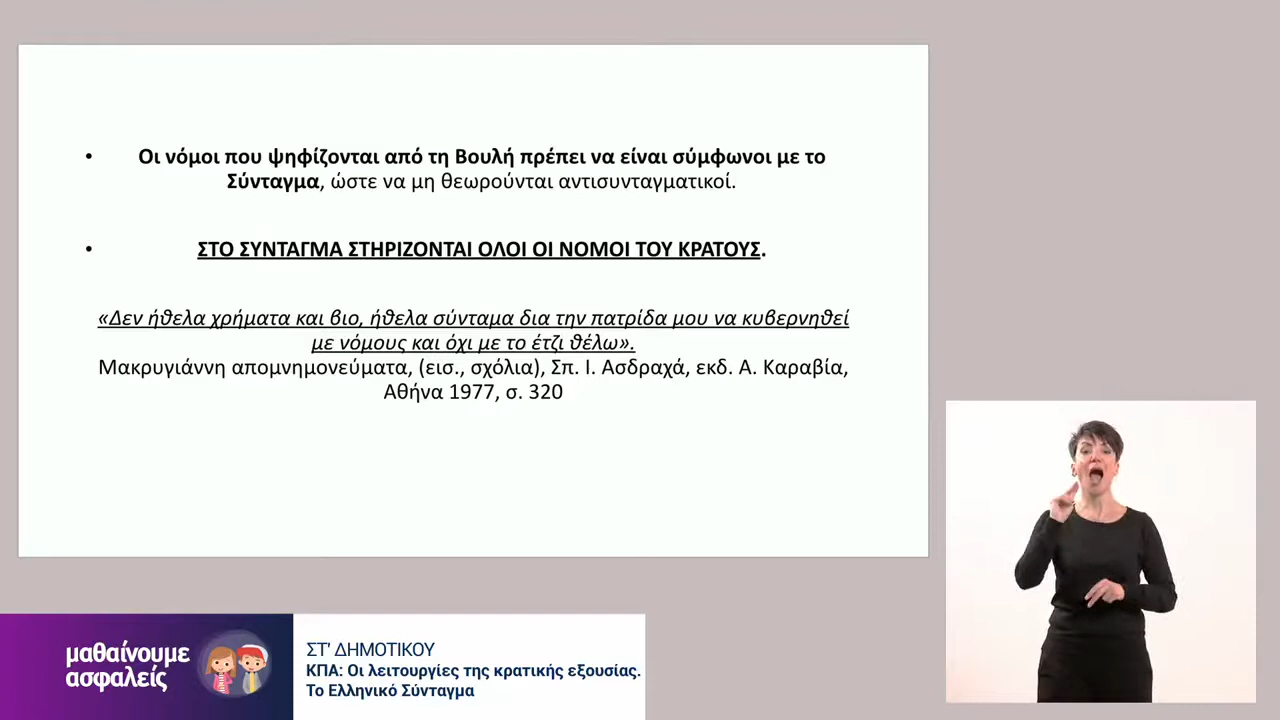 • Οι νόμοι που ψηφίζονται από τη Βουλή πρέπει να είναι σύμφωνοι με το
Σύνταγμα, ώστε να μη θεωρούνται αντισυνταγματικοί.
• ΣΤΟ ΣΥΝΤΑΓΜΑ ΣΤΗΡΙΖΟΝΤΑΙ ΟΛΟΙ ΟΙ ΝΟΜΟΙ ΤΟΥ ΚΡΑΤΟΥΣ.
«Δεν ήθελα χρήματα και βιο, ήθελα σύνταμα δια την πατρίδα μου να κυβερνηθεί
με νόμους και όχι με το έτζι θέλω».
Μακρυγιάννη απομνημονεύματα, (εισ., σχόλια), Σπ. Ι. Ασδραχά, εκδ. Α. Καραβία,
Αθήνα 1977, σ. 320
μαθαίνουμε
ασφαλείς
ΣΤ' ΔΗΜΟΤΙΚΟΥ
ΚΠΑ: Οι λειτουργίες της κρατικής εξουσίας.
Το Ελληνικό Σύνταγμα